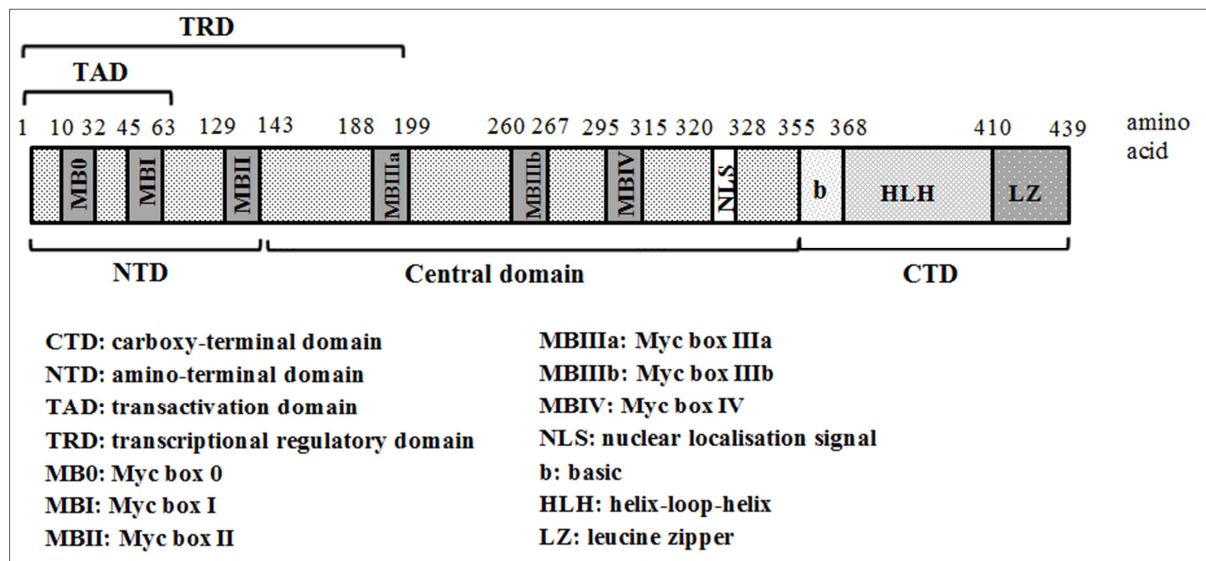 TRD
TAD
1 10 32 45 63 129 143 188 199 260 267 295 315 320 328 355 368 410 439 amino
acid
MB0 MBI MBII MBIIIa MBIIIb MBIV NLS b HLH LZ
NTD Central domain CTD
CTD: carboxy-terminal domain
NTD: amino-terminal domain
TAD: transactivation domain
TRD: transcriptional regulatory domain
MB0: Myc box 0
MBI: Myc box I
MBII: Myc box II
MBIIIa: Myc box IIIa
MBIIIb: Myc box IIIb
MBIV: Myc box IV
NLS: nuclear localisation signal
b: basic
HLH: helix-loop-helix
LZ: leucine zipper